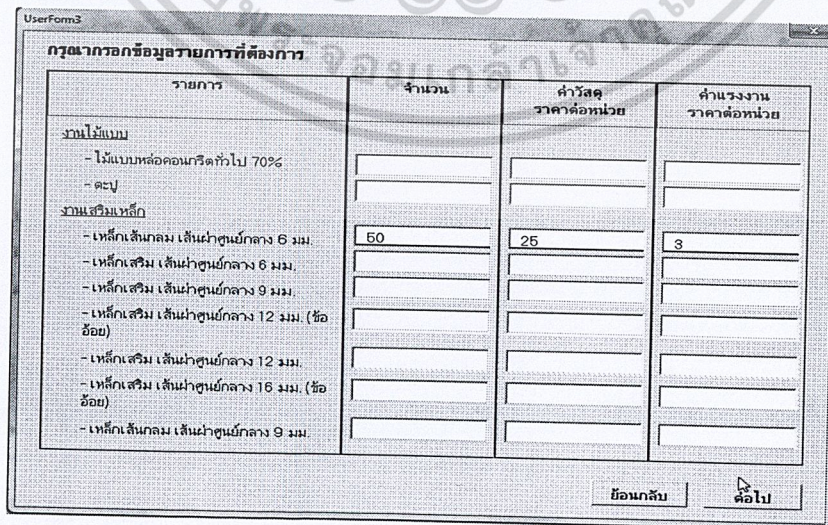 UserForm3
พระจอมเกล้าเจ้าคุณ
กรุณากรอกข้อมูลรายการที่ต้องการ
รายการ จำนวน ค่าวัสดุ ราคาต่อหน่วย ค่าแรงงาน ราคาต่อหน่วย
งานไม้แบบ
- ไม้แบบหล่อคอนกรีตทั่วไป 70%
- ตะปู
งานเสริมเหล็ก
- เหล็กเส้นกลม เส้นผ่าศูนย์กลาง 6 มม. 50 25 3
- เหล็กเสริม เส้นผ่าศูนย์กลาง 6 มม.
- เหล็กเสริม เส้นผ่าศูนย์กลาง 9 มม.
- เหล็กเสริม เส้นผ่าศูนย์กลาง 12 มม. (ข้อ
อ้อย)
- เหล็กเสริม เส้นผ่าศูนย์กลาง 12 มม.
- เหล็กเสริม เส้นผ่าศูนย์กลาง 16 มม. (ข้อ
อ้อย)
- เหล็กเส้นกลม เส้นผ่าศูนย์กลาง 9 มม.
ย้อนกลับ ต่อไป